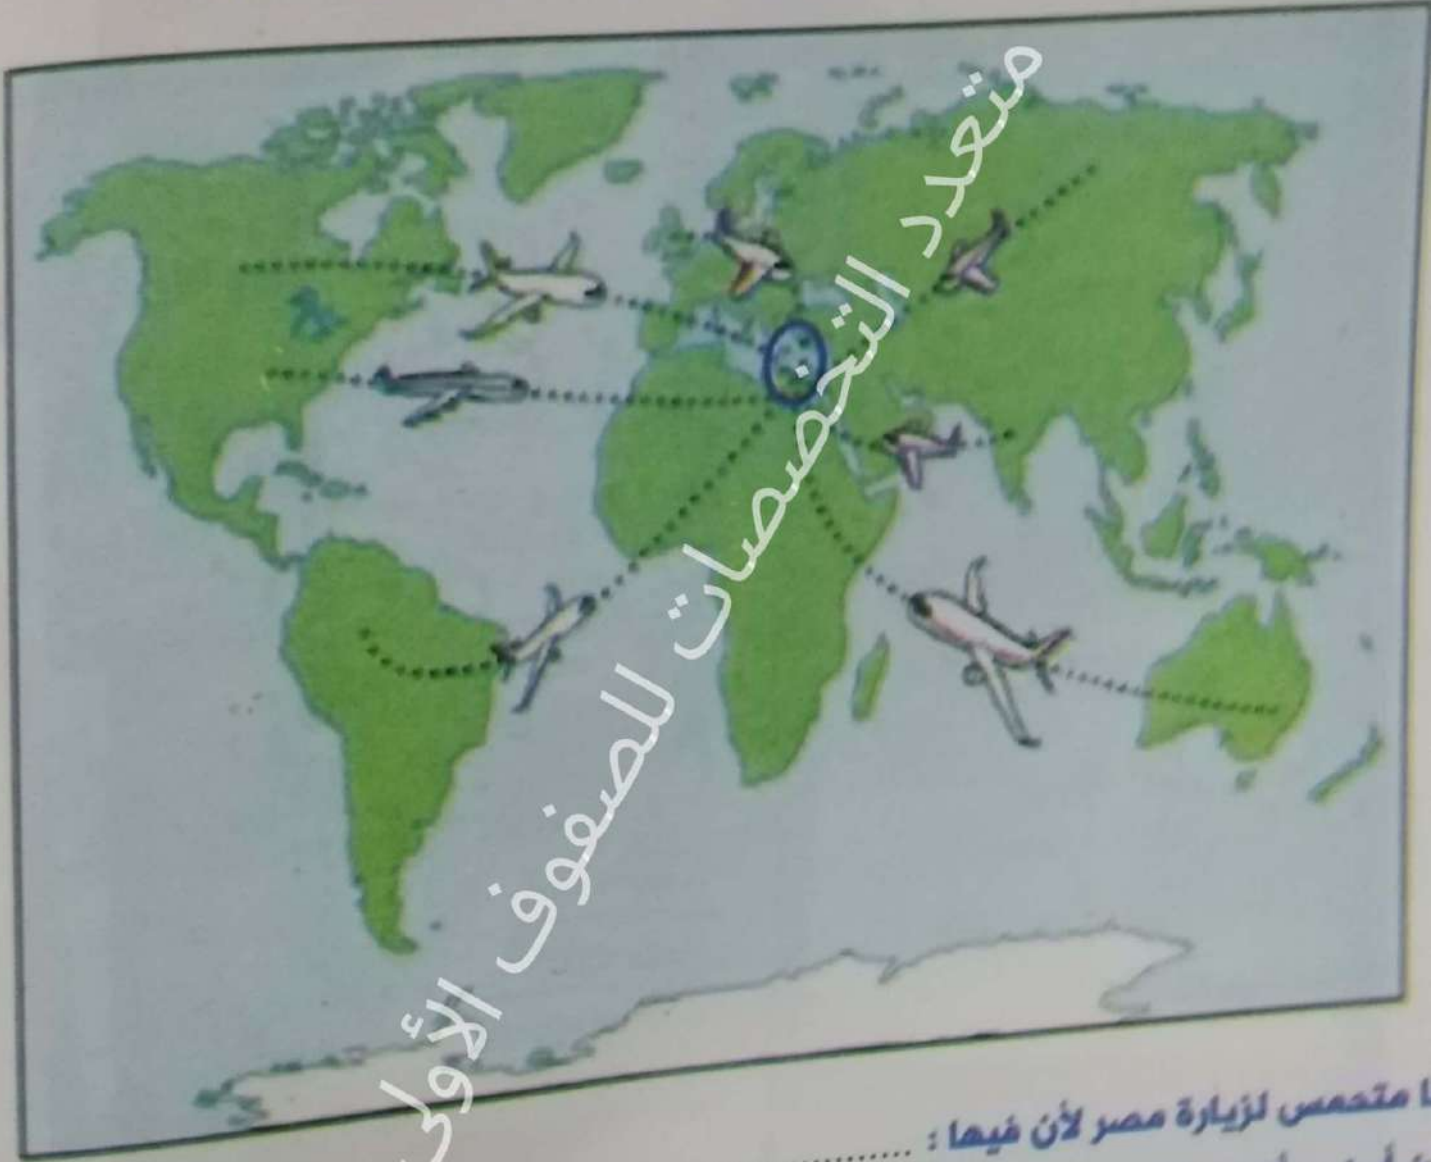 متعدد التخصصات للصفوف الأولى
متحمس لزيارة مصر لأن فيها : ............